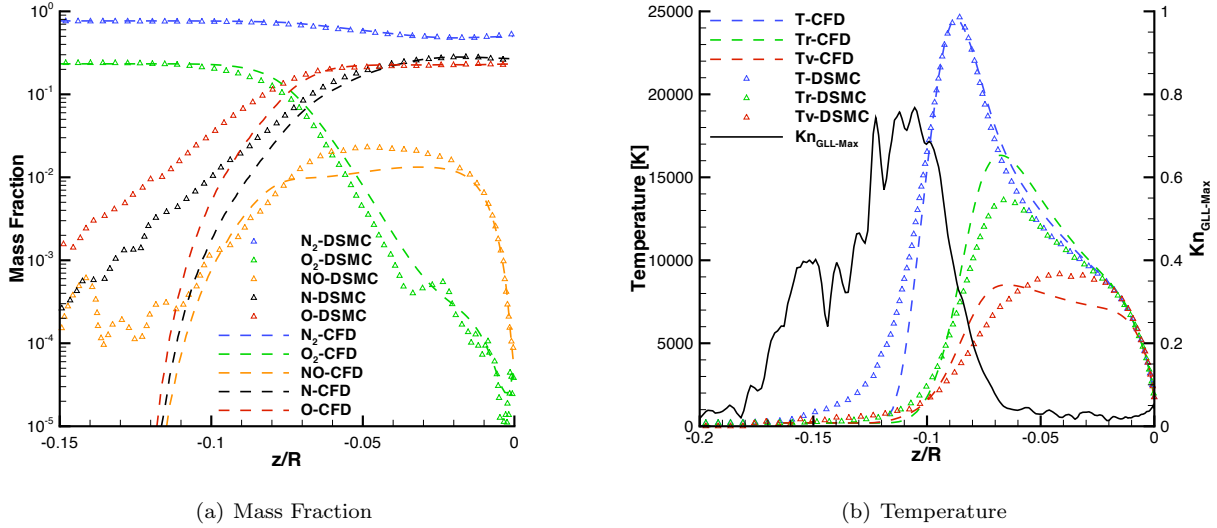 10^0
10^-1
10^-2
10^-3
10^-4
10^-5
Mass Fraction
-0.15
-0.1
-0.05
0
z/R
N2-DSMC
O2-DSMC
NO-DSMC
N-DSMC
O-DSMC
N2-CFD
O2-CFD
NO-CFD
N-CFD
O-CFD
(a) Mass Fraction
25000
20000
15000
10000
5000
0
Temperature [K]
T-CFD
Tr-CFD
Tv-CFD
T-DSMC
Tr-DSMC
Tv-DSMC
Kn_GLL-Max
1
0.8
0.6
0.4
0.2
0
Kn_GLL-Max
-0.2
-0.15
-0.1
-0.05
0
z/R
(b) Temperature